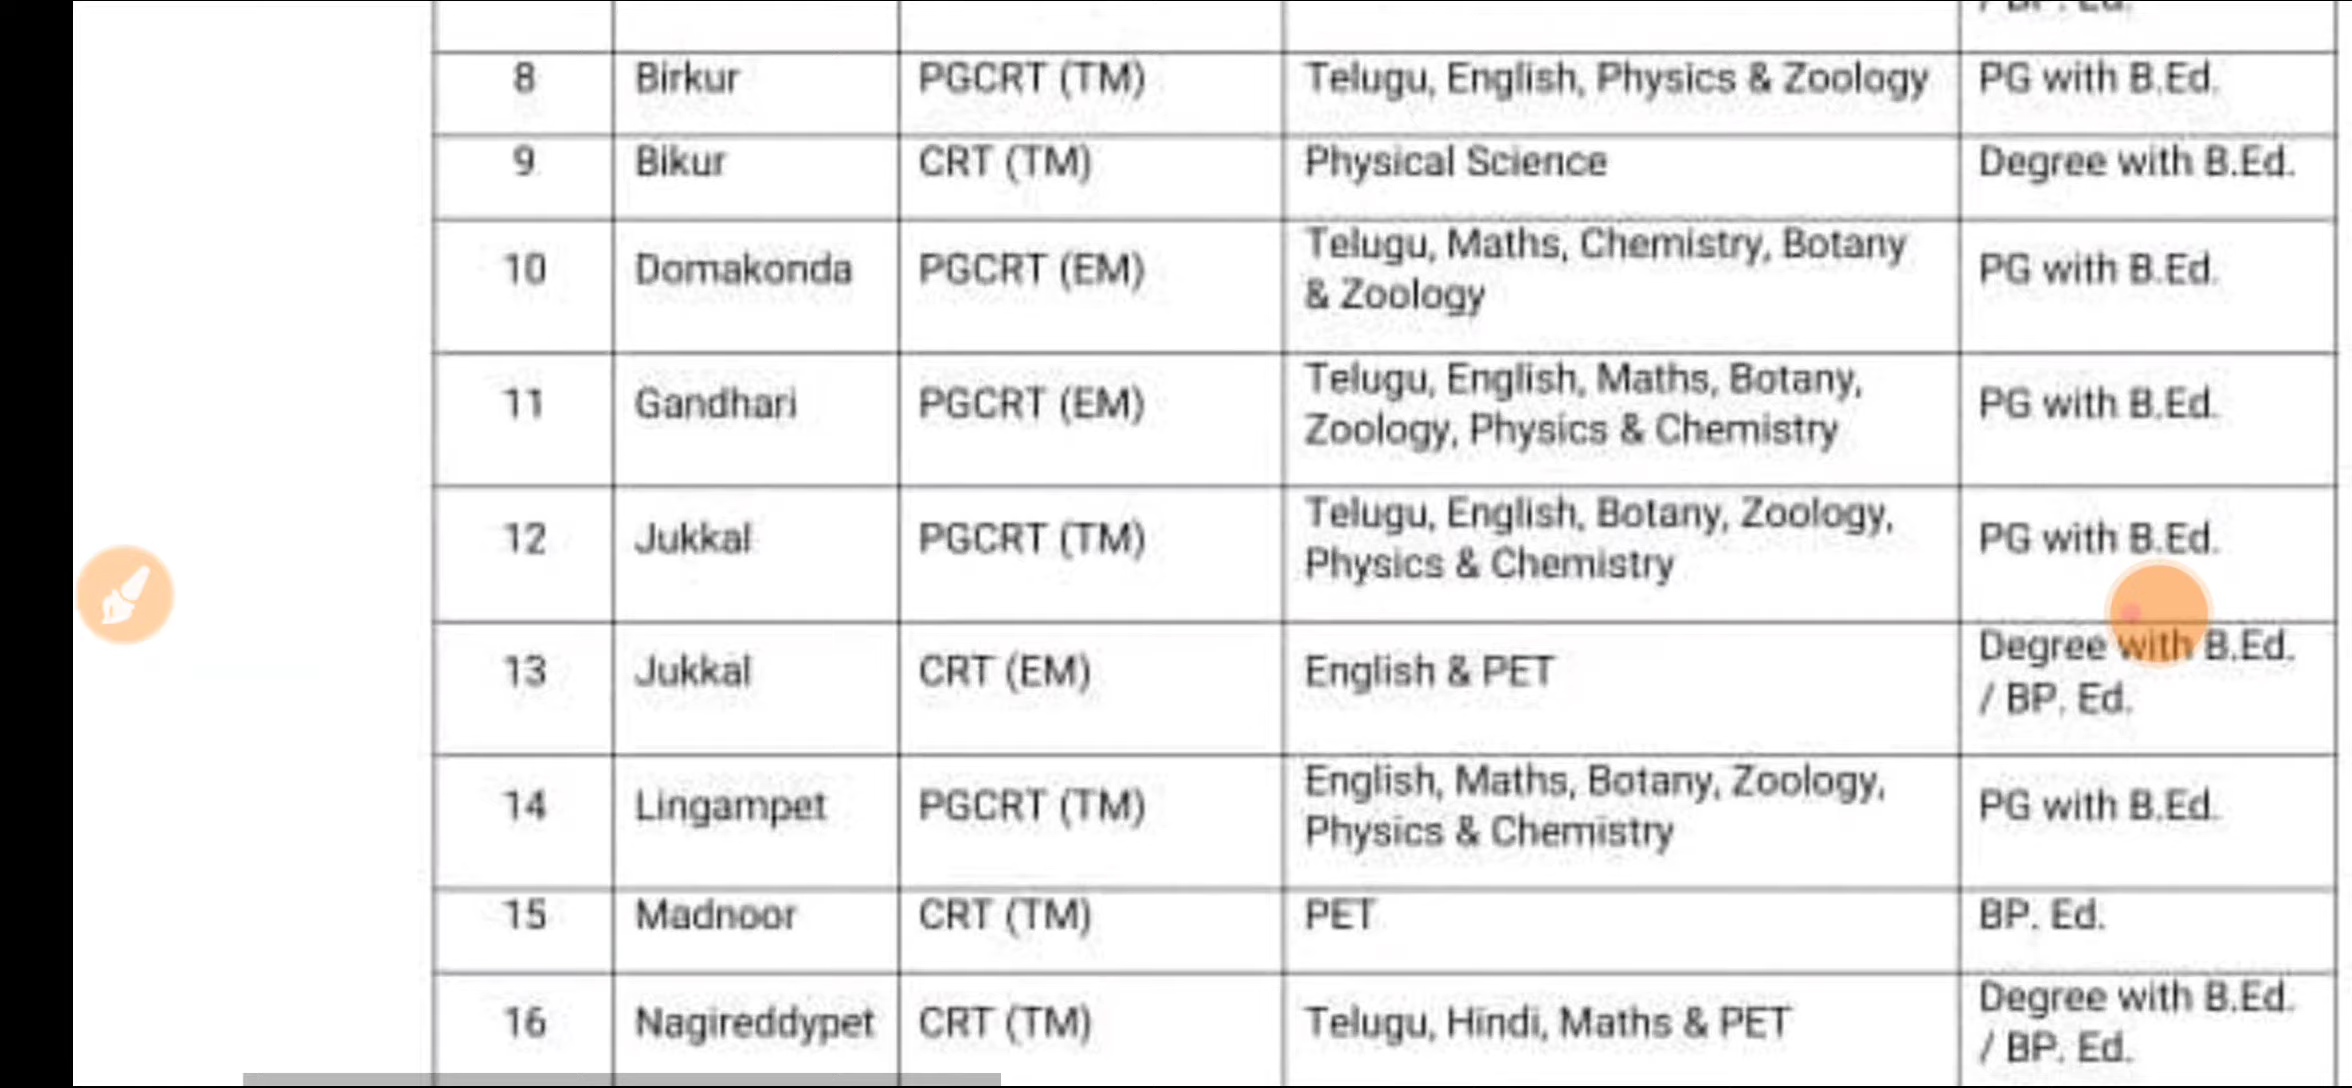 / BP. Ed.
8 Birkur PGCRT (TM) Telugu, English, Physics & Zoology PG with B.Ed.
9 Bikur CRT (TM) Physical Science Degree with B.Ed.
10 Domakonda PGCRT (EM) Telugu, Maths, Chemistry, Botany
& Zoology PG with B.Ed.
11 Gandhari PGCRT (EM) Telugu, English, Maths, Botany,
Zoology, Physics & Chemistry PG with B.Ed.
12 Jukkal PGCRT (TM) Telugu, English, Botany, Zoology,
Physics & Chemistry PG with B.Ed.
13 Jukkal CRT (EM) English & PET Degree with B.Ed.
/ BP. Ed.
14 Lingampet PGCRT (TM) English, Maths, Botany, Zoology,
Physics & Chemistry PG with B.Ed.
15 Madnoor CRT (TM) PET BP. Ed.
16 Nagireddypet CRT (TM) Telugu, Hindi, Maths & PET Degree with B.Ed.
/ BP. Ed.